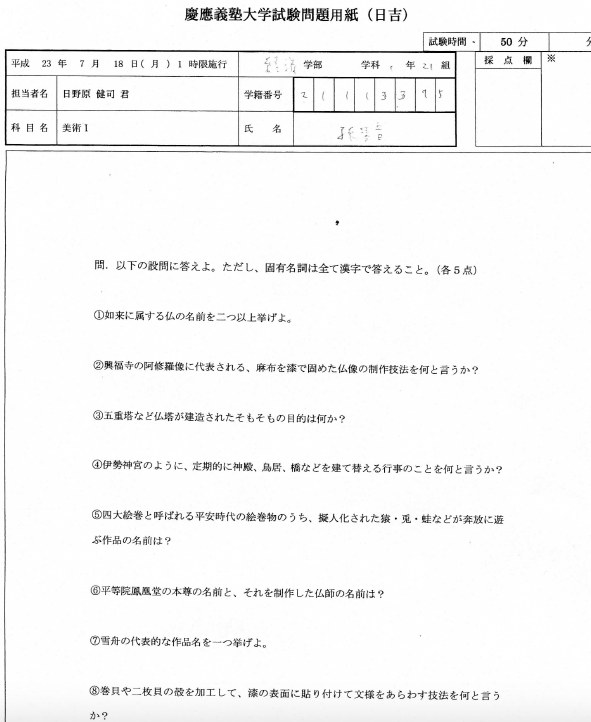 慶應義塾大学試験問題用紙（日吉）
試験時間 50 分 分
平成 23 年 7 月 18 日(月) 1 時限施行 学部 学科 年 21 組 採点欄 ※
担当者名 日野原 健司 君 学籍番号
科目名 美術Ⅰ 氏名
問．以下の設問に答えよ。ただし、固有名詞は全て漢字で答えること。（各５点）
①如来に属する仏の名前を二つ以上挙げよ。
②興福寺の阿修羅像に代表される、麻布を漆で固めた仏像の制作技法を何と言うか？
③五重塔など仏塔が建造されたそもそもの目的は何か？
④伊勢神宮のように、定期的に神殿、鳥居、橋などを建て替える行事のことを何と言うか？
⑤四大絵巻と呼ばれる平安時代の絵巻物のうち、擬人化された猿・兎・蛙などが奔放に遊
ぶ作品の名前は？
⑥平等院鳳凰堂の本尊の名前と、それを制作した仏師の名前は？
⑦雪舟の代表的な作品名を一つ挙げよ。
⑧巻貝や二枚貝の殻を加工して、漆の表面に貼り付けて文様をあらわす技法を何と言う
か？